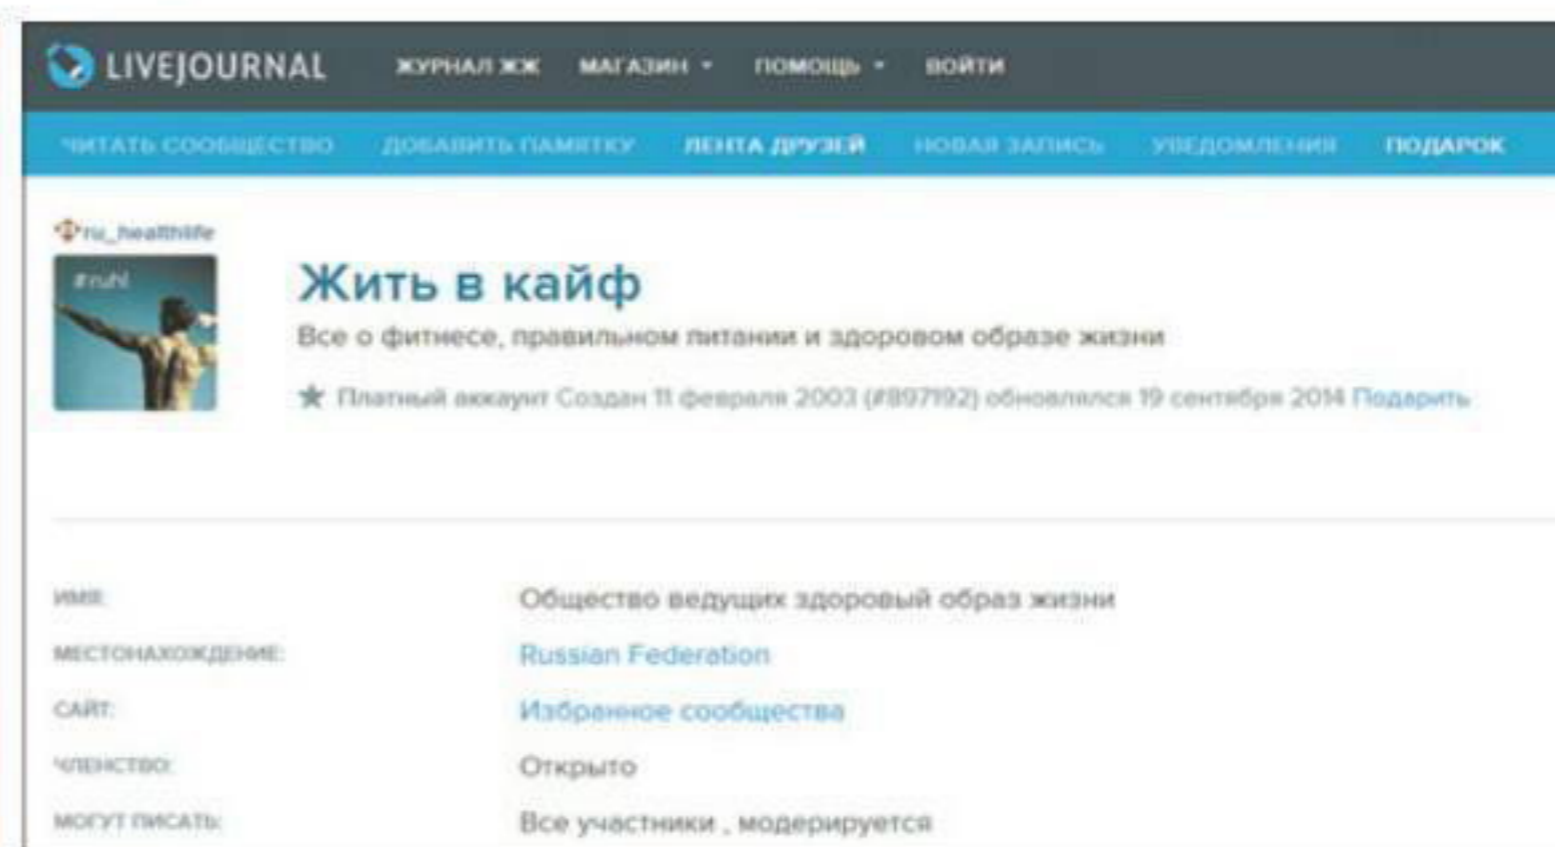 LIVEJOURNAL ЖУРНАЛ ЖЖ МАГАЗИН ПОМОЩЬ ВОЙТИ
ЧИТАТЬ СООБЩЕСТВО ДОБАВИТЬ ПАМЯТКУ ЛЕНТА ДРУЗЕЙ НОВАЯ ЗАПИСЬ УВЕДОМЛЕНИЯ ПОДАРОК
ru_healthlife
#ruhl
Жить в кайф
Все о фитнесе, правильном питании и здоровом образе жизни
Платный аккаунт Создан 11 февраля 2003 (#897192) обновлялся 19 сентября 2014 Подарить
ИМЯ: Общество ведущих здоровый образ жизни
МЕСТОНАХОЖДЕНИЕ: Russian Federation
САЙТ: Избранное сообщества
ЧЛЕНСТВО: Открыто
МОГУТ ПИСАТЬ: Все участники , модерируется